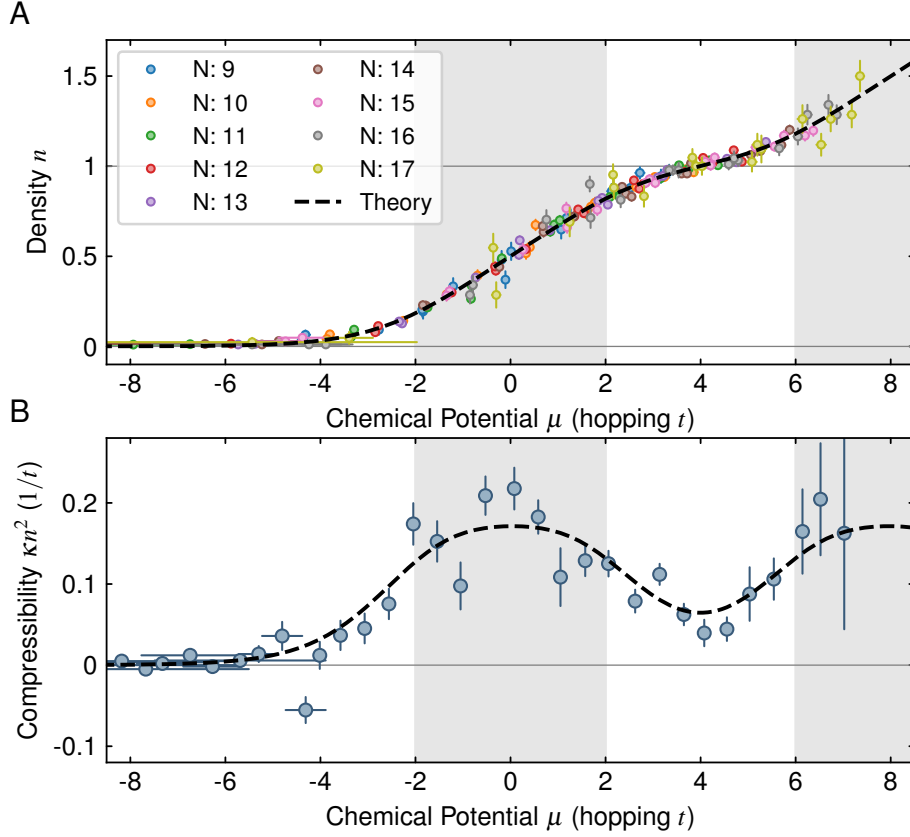 A
1.5
1
0.5
0
Density n
N: 9
N: 10
N: 11
N: 12
N: 13
N: 14
N: 15
N: 16
N: 17
Theory
-8 -6 -4 -2 0 2 4 6 8
Chemical Potential μ (hopping t)
B
0.2
0.1
0
-0.1
Compressibility κn² (1/t)
-8 -6 -4 -2 0 2 4 6 8
Chemical Potential μ (hopping t)